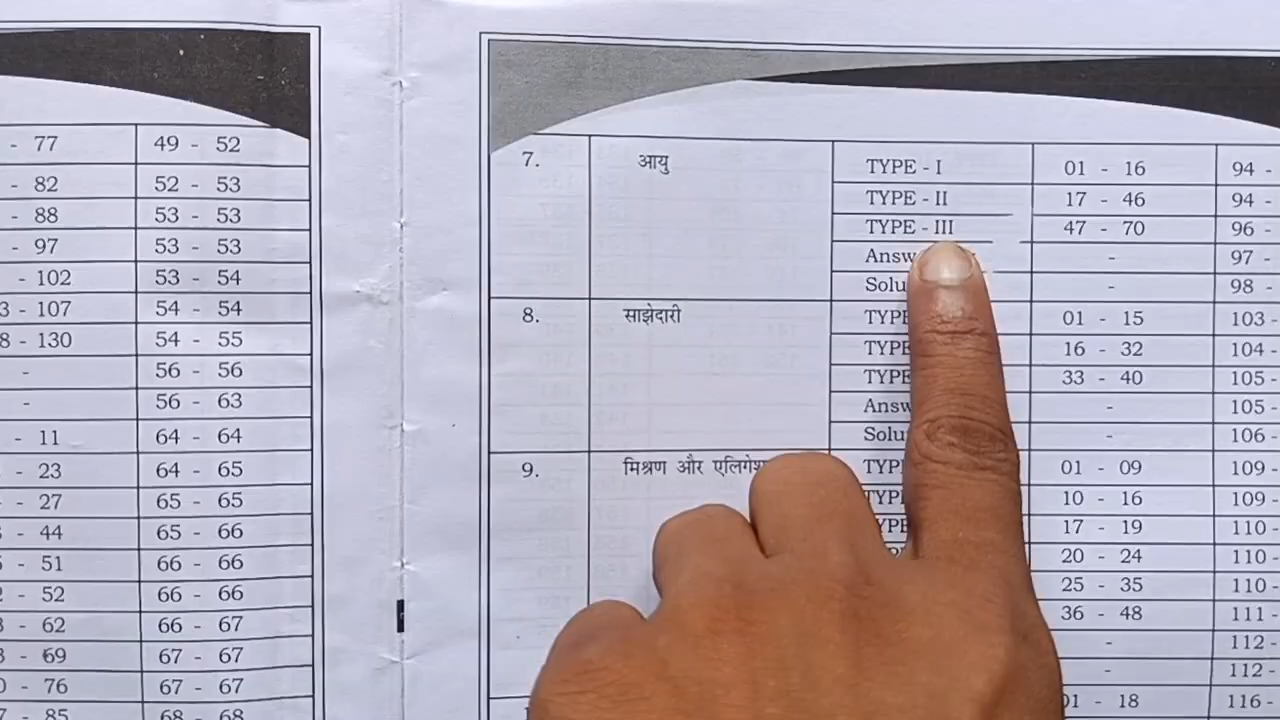 - 77 49 - 52
- 82 52 - 53
- 88 53 - 53
- 97 53 - 53
- 102 53 - 54
3 - 107 54 - 54
8 - 130 54 - 55
- 56 - 56
- 56 - 63
- 11 64 - 64
- 23 64 - 65
- 27 65 - 65
- 44 65 - 66
- 51 66 - 66
- 52 66 - 66
- 62 66 - 67
- 69 67 - 67
- 76 67 - 67
- 85 68 - 68
7. आयु TYPE - I 01 - 16 94 -
TYPE - II 17 - 46 94 -
TYPE - III 47 - 70 96 -
- 97 -
- 98 -
8. साझेदारी 01 - 15 103 -
16 - 32 104 -
33 - 40 105 -
- 105 -
- 106 -
9. मिश्रण और 01 - 09 109 -
10 - 16 109 -
17 - 19 110 -
20 - 24 110 -
25 - 35 110 -
36 - 48 111 -
- 112 -
- 112 -
01 - 18 116 -